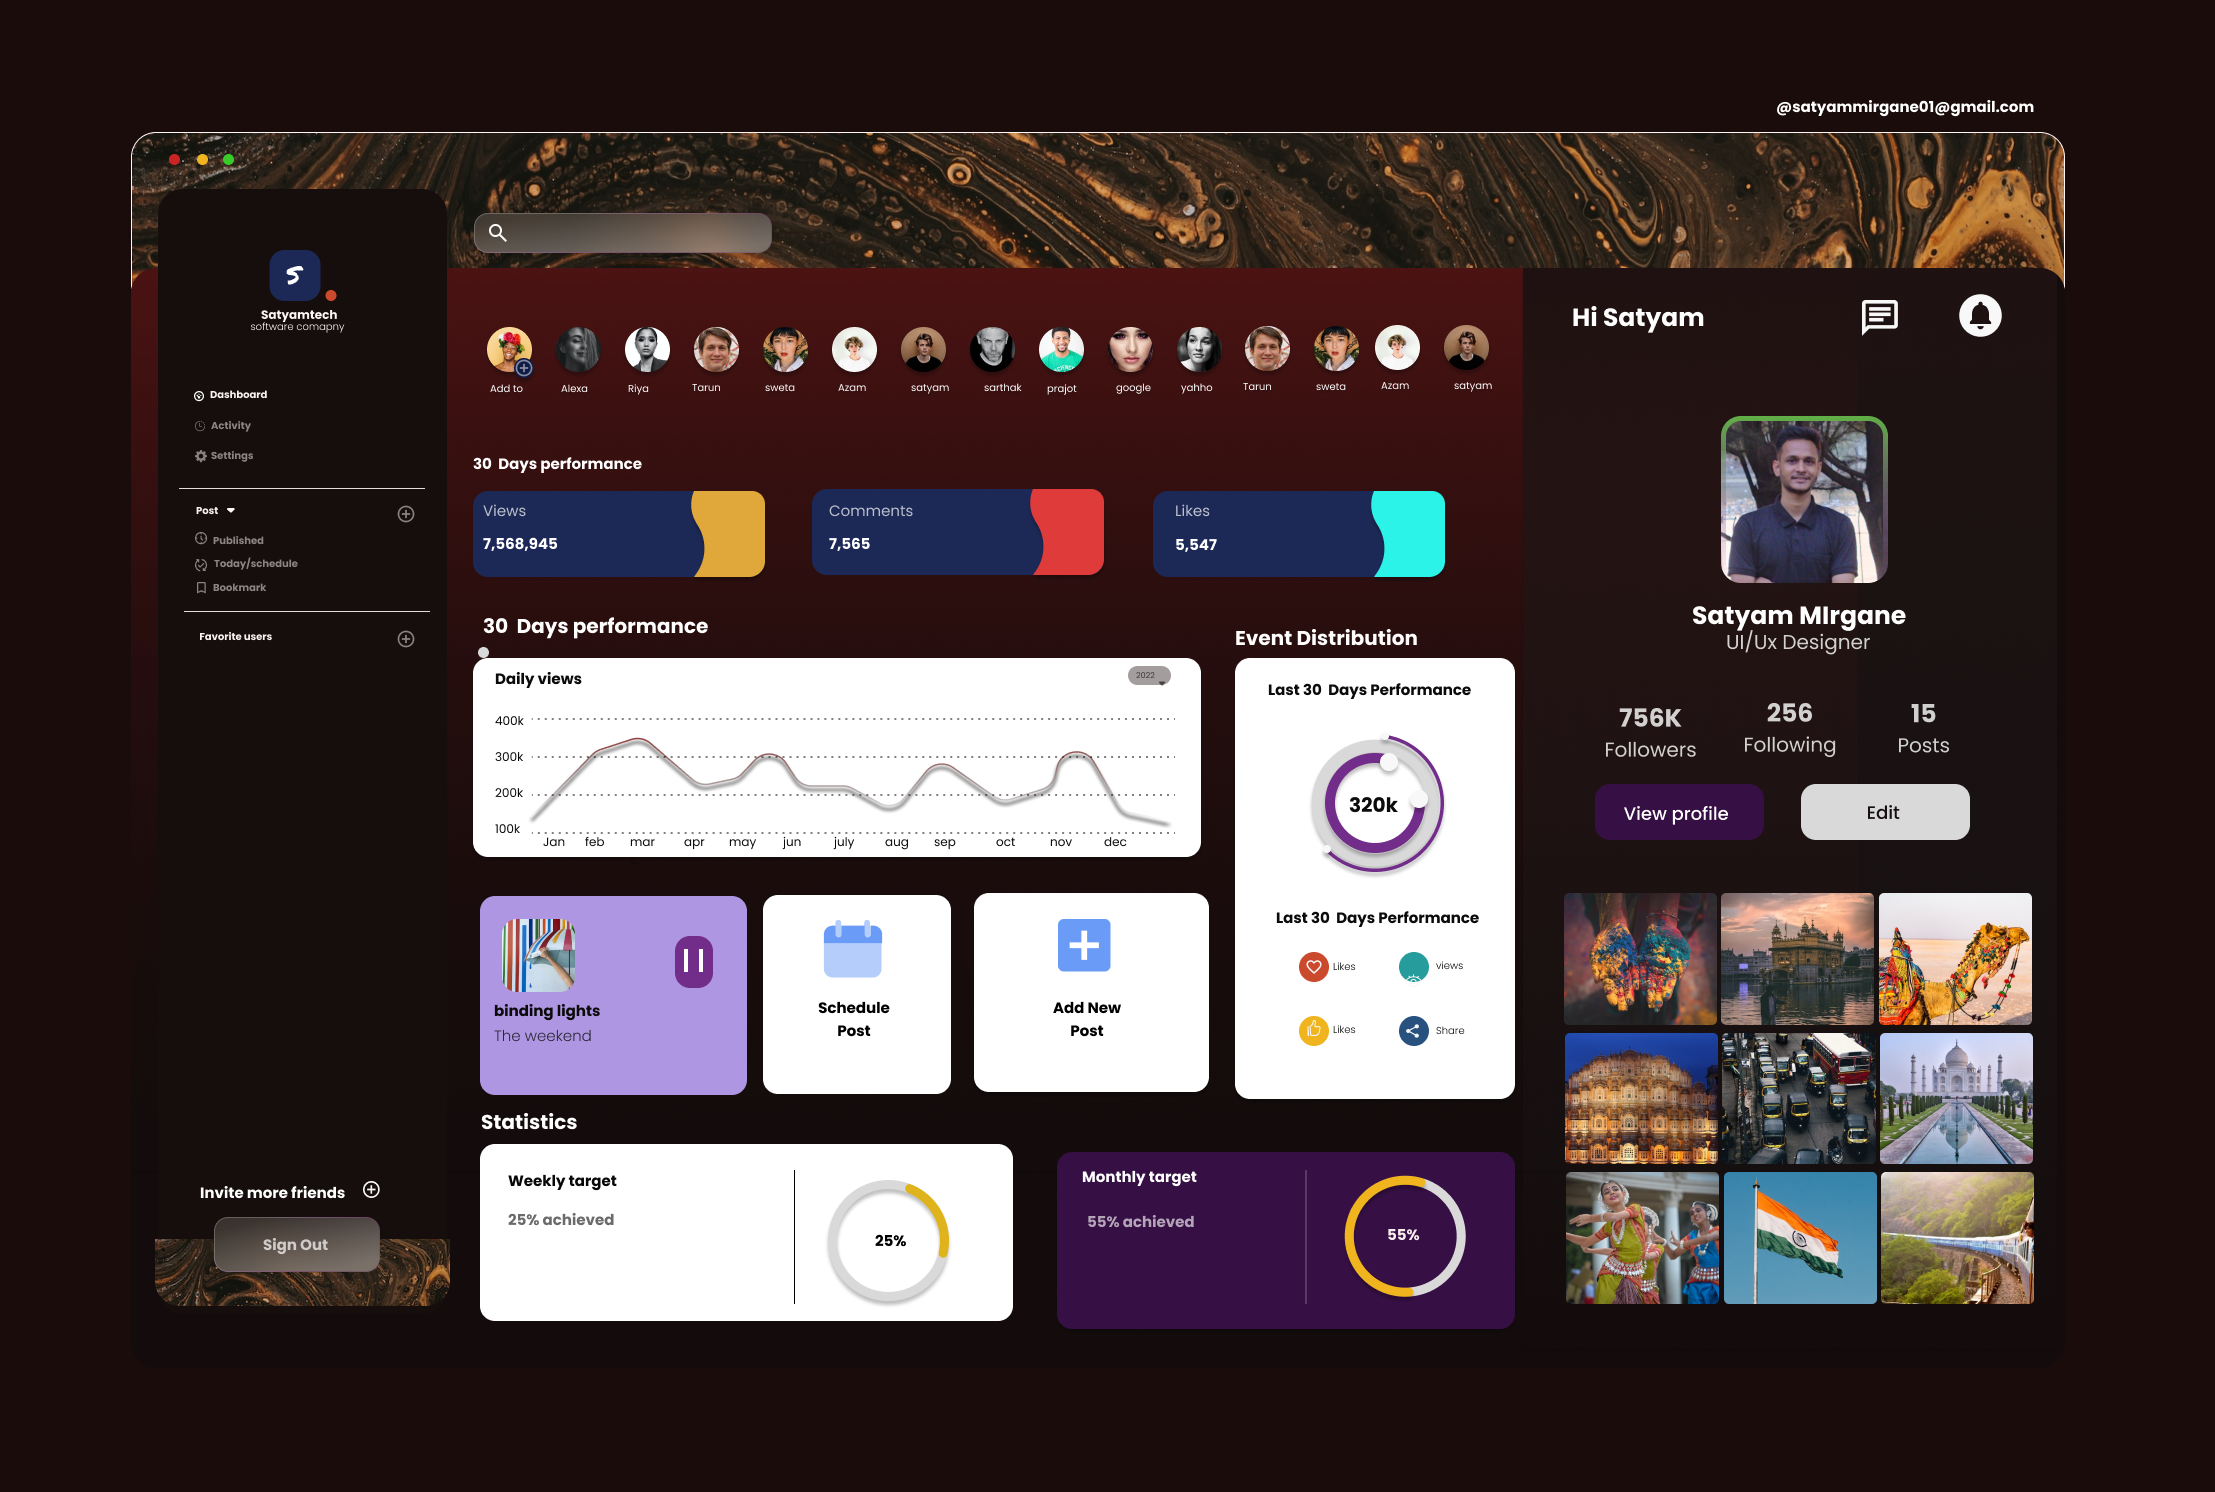 @satyammirgane01@gmail.com
Satyamtech
software comapny
Dashboard
Activity
Settings
Post
Published
Today/schedule
Bookmark
Favorite users
Invite more friends
Sign Out
Add to
Alexa
Riya
Tarun
sweta
Azam
satyam
sarthak
prajot
google
yahho
Tarun
sweta
Azam
satyam
30 Days performance
Views
7,568,945
Comments
7,565
Likes
5,547
30 Days performance
Daily views
2022
400k
300k
200k
100k
Jan feb mar apr may jun july aug sep oct nov dec
Event Distribution
Last 30 Days Performance
320k
Last 30 Days Performance
Likes
views
Likes
Share
binding lights
The weekend
Schedule
Post
Add New
Post
Statistics
Weekly target
25% achieved
25%
Monthly target
55% achieved
55%
Hi Satyam
Satyam MIrgane
UI/Ux Designer
756K
Followers
256
Following
15
Posts
View profile
Edit